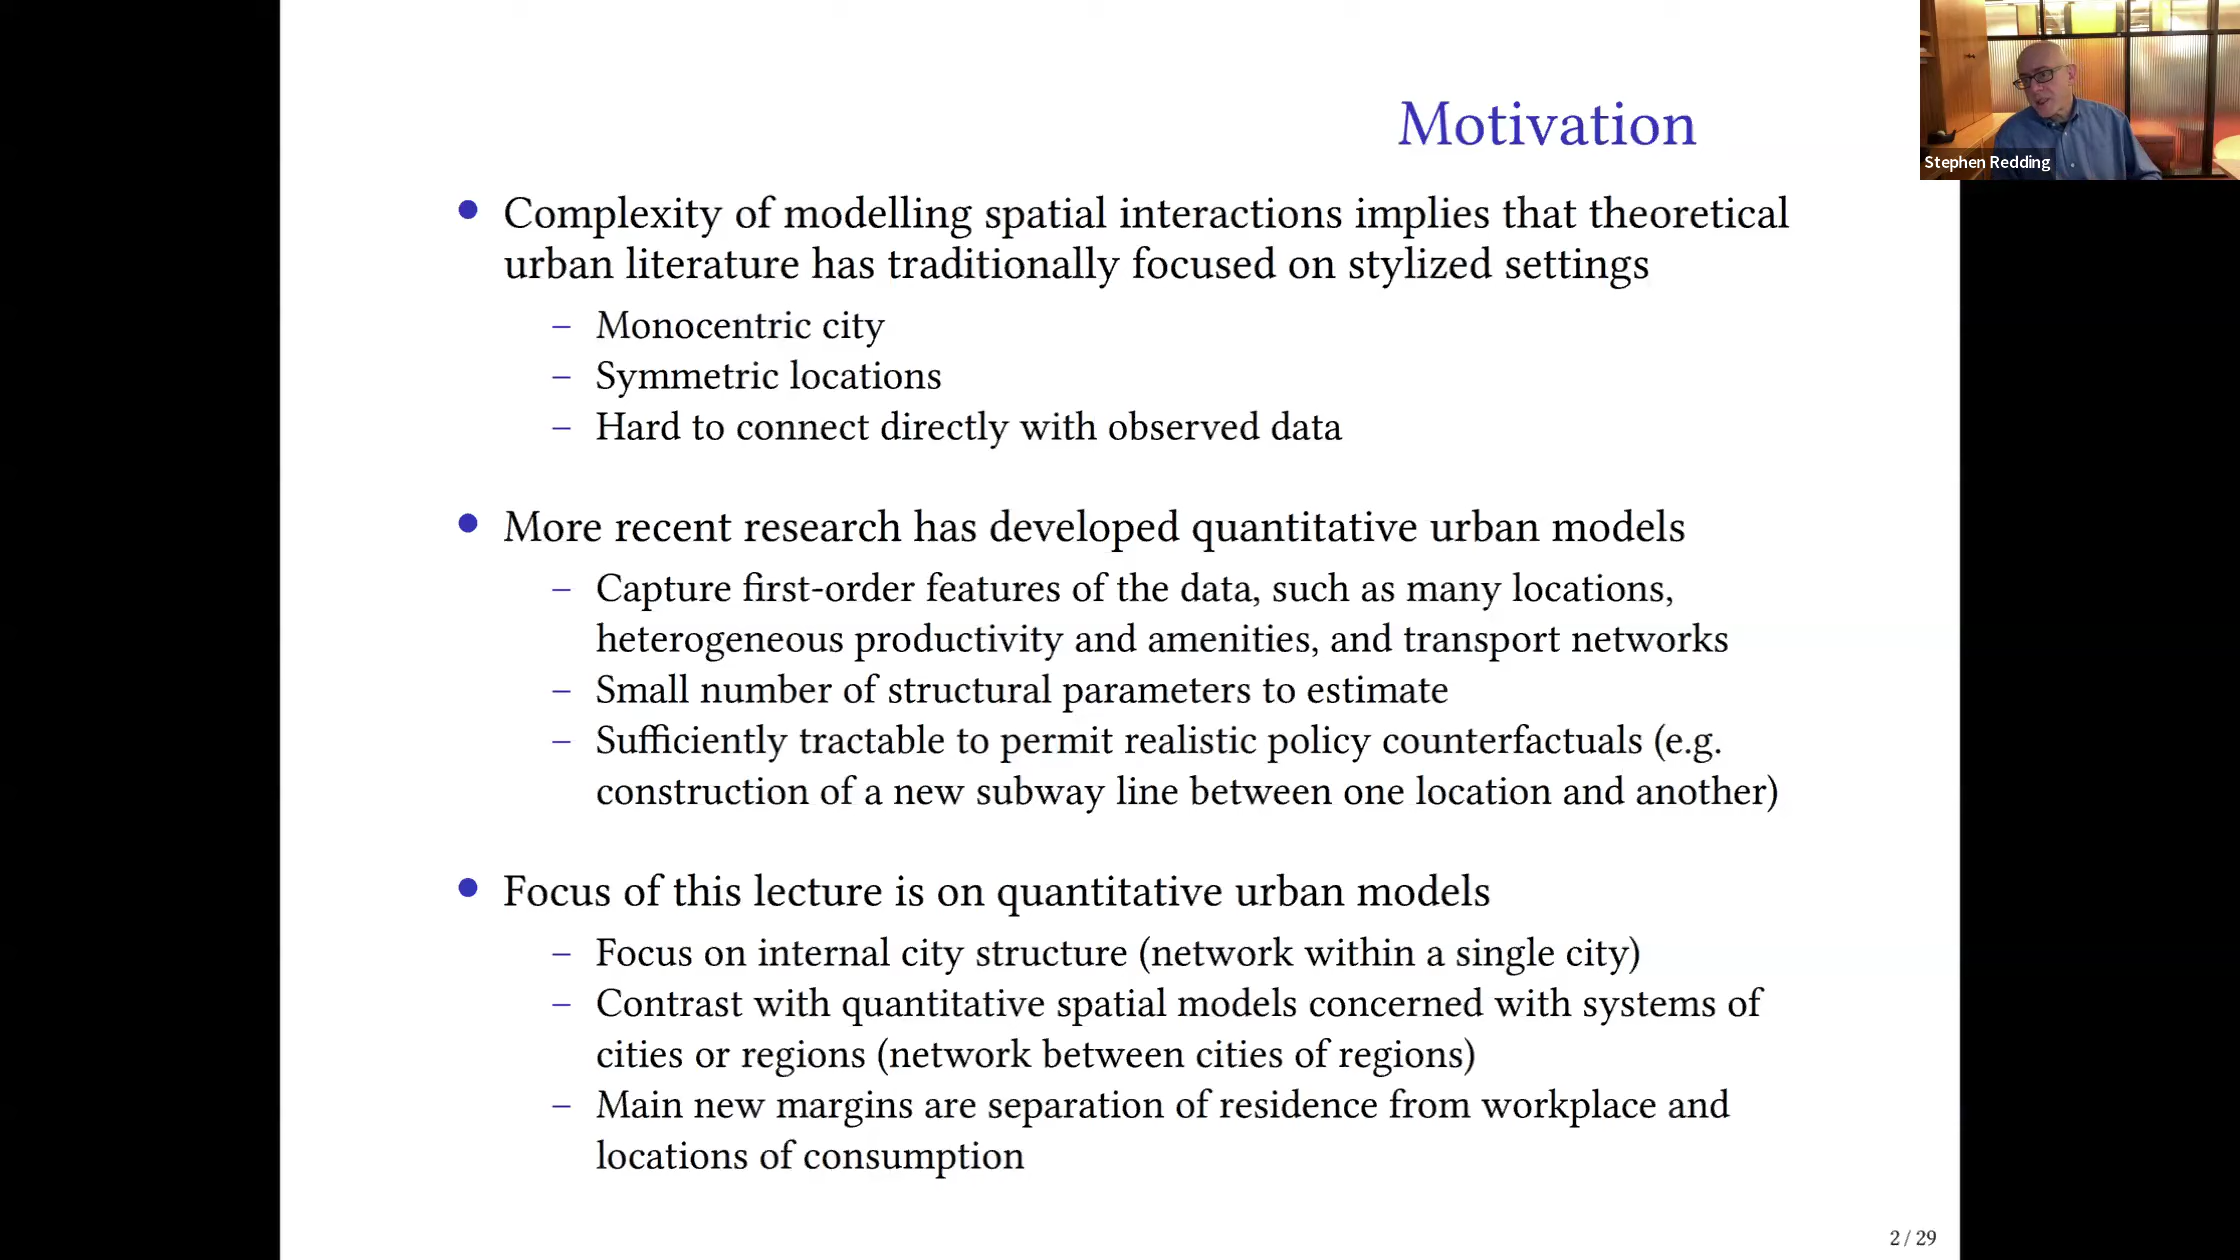 Motivation
Stephen Redding
• Complexity of modelling spatial interactions implies that theoretical
urban literature has traditionally focused on stylized settings
– Monocentric city
– Symmetric locations
– Hard to connect directly with observed data
• More recent research has developed quantitative urban models
– Capture first-order features of the data, such as many locations,
heterogeneous productivity and amenities, and transport networks
– Small number of structural parameters to estimate
– Sufficiently tractable to permit realistic policy counterfactuals (e.g.
construction of a new subway line between one location and another)
• Focus of this lecture is on quantitative urban models
– Focus on internal city structure (network within a single city)
– Contrast with quantitative spatial models concerned with systems of
cities or regions (network between cities of regions)
– Main new margins are separation of residence from workplace and
locations of consumption
2 / 29